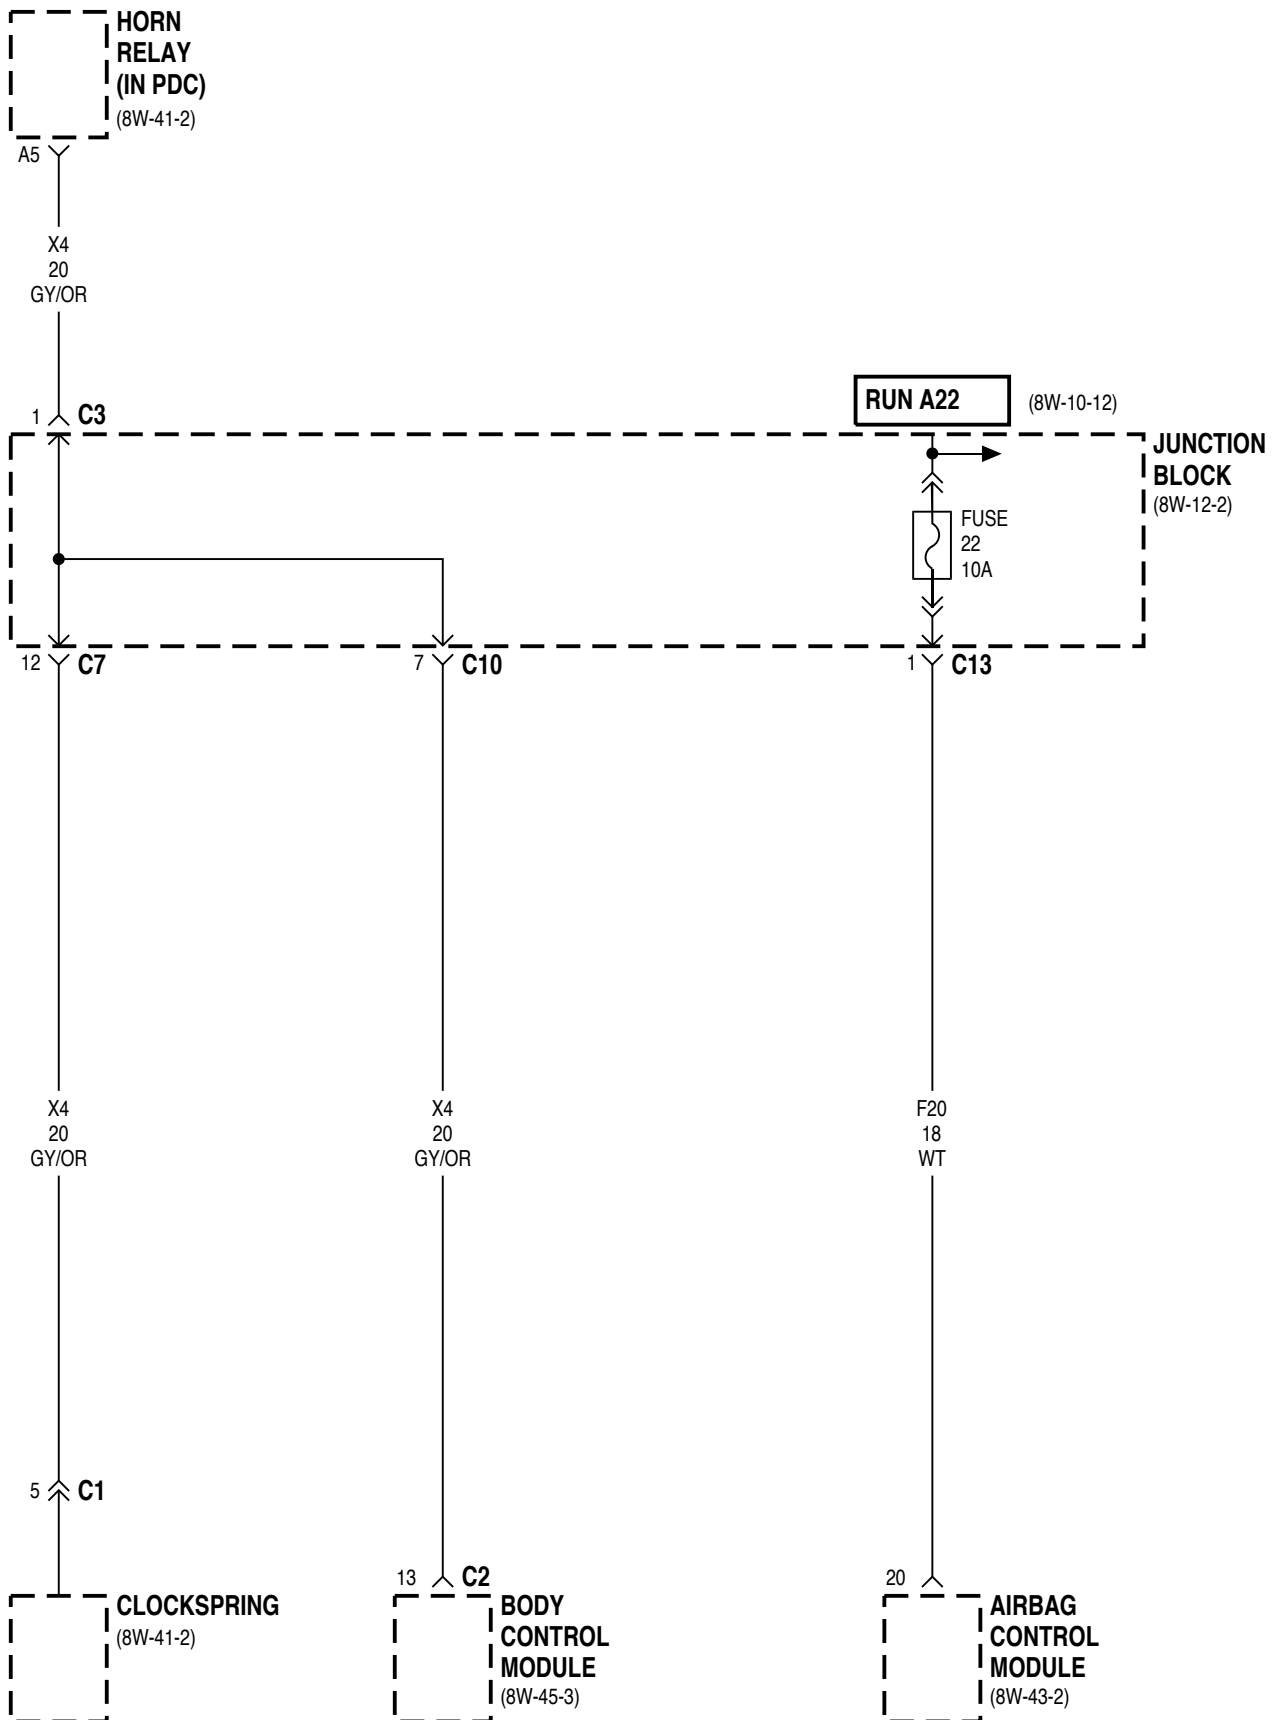 HORN
RELAY
(IN PDC)
(8W-41-2)
A5
X4
20
GY/OR
1 C3
RUN A22 (8W-10-12)
JUNCTION
BLOCK
(8W-12-2)
FUSE
22
10A
12 C7
7 C10
1 C13
X4
20
GY/OR
X4
20
GY/OR
F20
18
WT
5 C1
CLOCKSPRING
(8W-41-2)
13 C2
BODY
CONTROL
MODULE
(8W-45-3)
20
AIRBAG
CONTROL
MODULE
(8W-43-2)